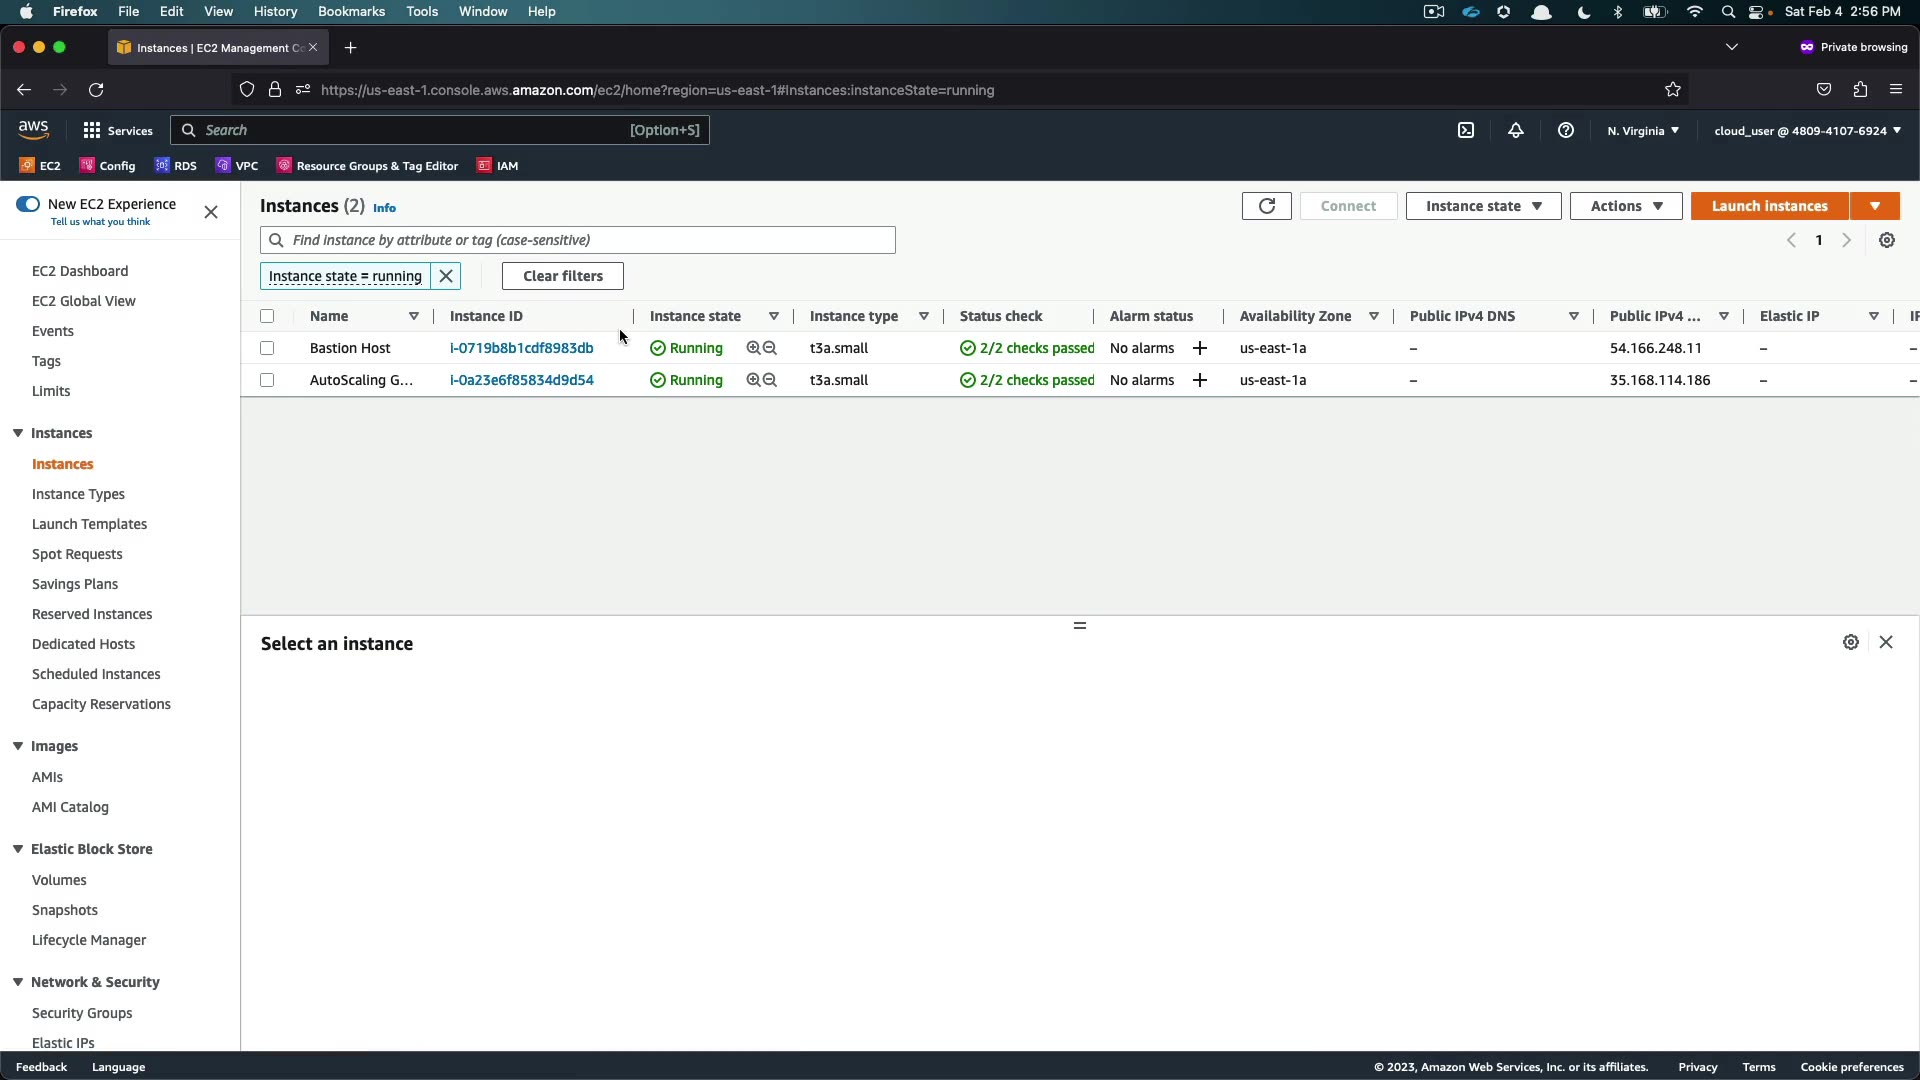 Firefox File Edit View History Bookmarks Tools Window Help Sat Feb 4 2:56 PM
Instances | EC2 Management Co Private browsing
https://us-east-1.console.aws.amazon.com/ec2/home?region=us-east-1#Instances:instanceState=running
aws Services Search [Option+S] N. Virginia cloud_user @ 4809-4107-6924
EC2 Config RDS VPC Resource Groups & Tag Editor IAM
New EC2 Experience
Tell us what you think
EC2 Dashboard
EC2 Global View
Events
Tags
Limits
Instances
Instances
Instance Types
Launch Templates
Spot Requests
Savings Plans
Reserved Instances
Dedicated Hosts
Scheduled Instances
Capacity Reservations
Images
AMIs
AMI Catalog
Elastic Block Store
Volumes
Snapshots
Lifecycle Manager
Network & Security
Security Groups
Elastic IPs
Instances (2) Info Connect Instance state Actions Launch instances
Find instance by attribute or tag (case-sensitive) 1
Instance state = running Clear filters
Name Instance ID Instance state Instance type Status check Alarm status Availability Zone Public IPv4 DNS Public IPv4 ... Elastic IP
Bastion Host i-0719b8b1cdf8983db Running t3a.small 2/2 checks passed No alarms + us-east-1a – 54.166.248.11 – –
AutoScaling G... i-0a23e6f85834d9d54 Running t3a.small 2/2 checks passed No alarms + us-east-1a – 35.168.114.186 – –
Select an instance
Feedback Language © 2023, Amazon Web Services, Inc. or its affiliates. Privacy Terms Cookie preferences